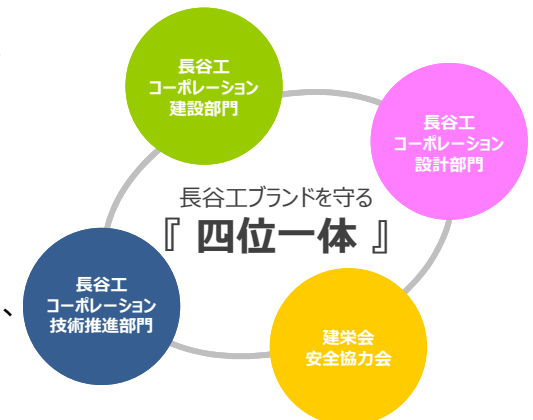 長谷工
コーポレーション
建設部門
長谷工
コーポレーション
設計部門
長谷工ブランドを守る
『 四位一体 』
長谷工
コーポレーション
技術推進部門
、
建栄会
安全協力会